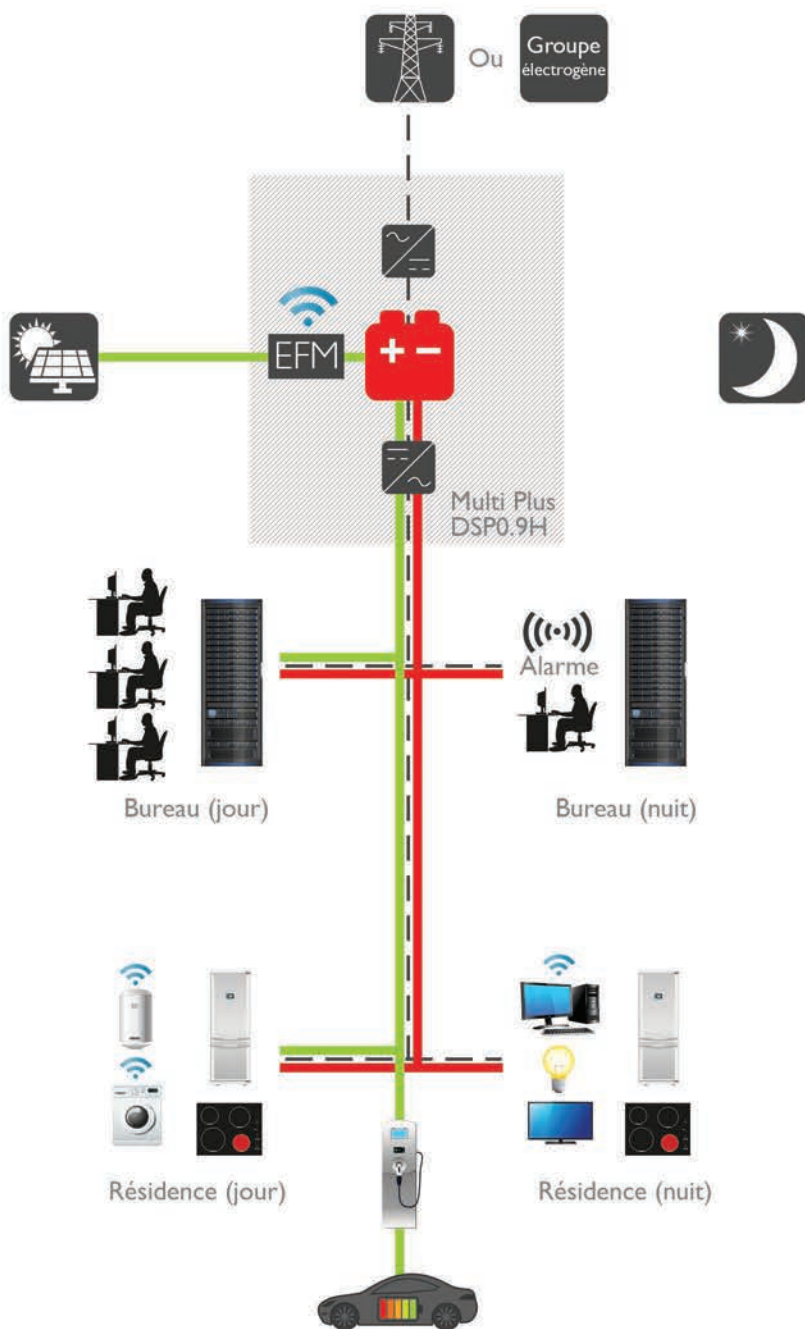 Ou
Groupe
électrogène
EFM
+ −
Multi Plus
DSP0.9H
Alarme
Bureau (jour)
Bureau (nuit)
Résidence (jour)
Résidence (nuit)